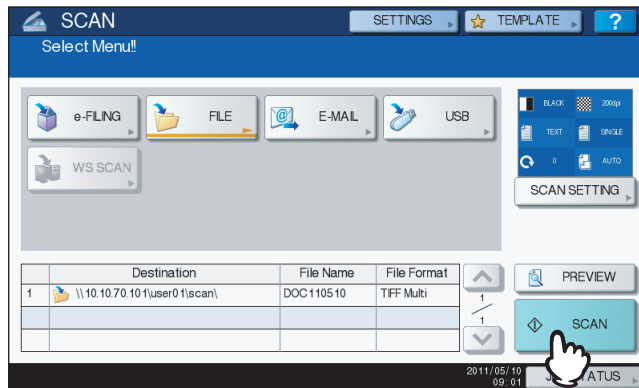 SCAN
SETTINGS
TEMPLATE
?
Select Menu!!
e-FILING
FILE
@
E-MAIL
USB
WS SCAN
BLACK
200dpi
TEXT
SINGLE
0
AUTO
SCAN SETTING
Destination File Name File Format
1 \\10.10.70.101\user01\scan\ DOC110510 TIFF Multi
1
1
PREVIEW
SCAN
2011/05/10
09:01
ATUS